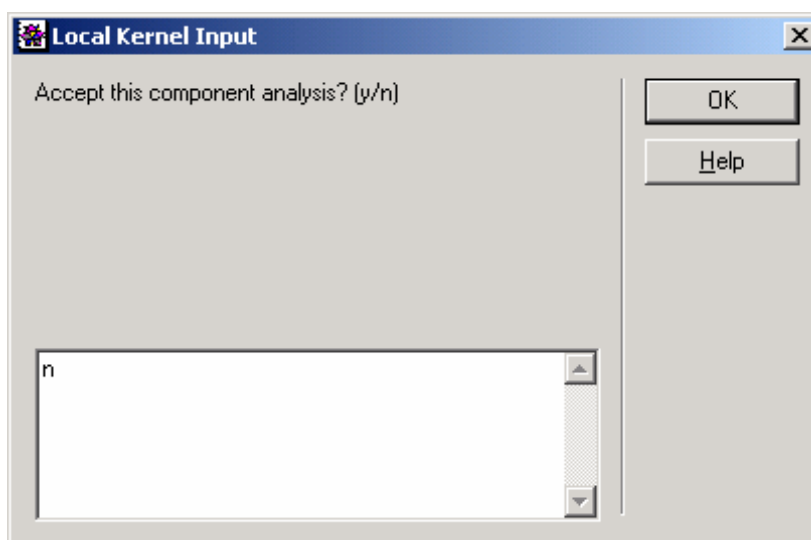 Local Kernel Input
Accept this component analysis? (y/n)
OK
Help
n